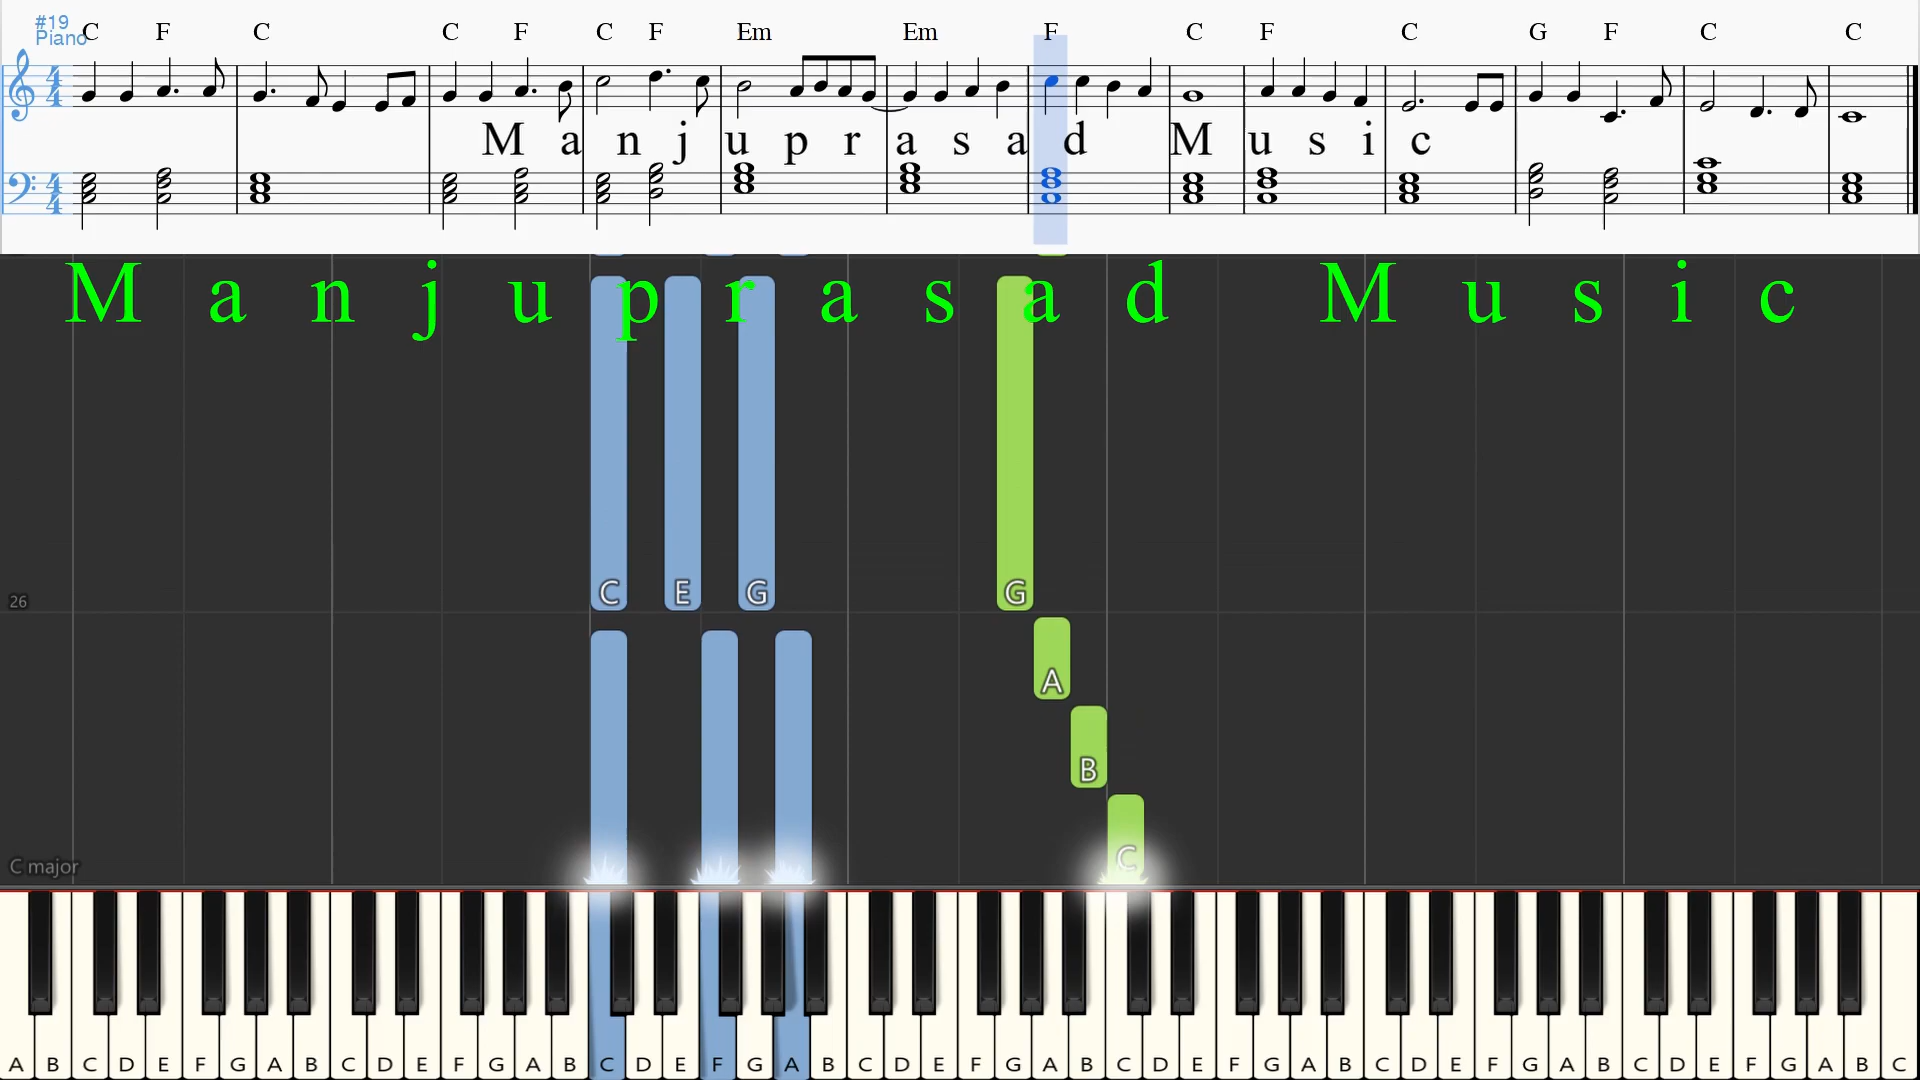 #19
Piano
C F C C F C F Em Em F C F C G F C C
M a n j u p r a s a d M u s i c
M a n j u p r a s a d M u s i c
C E G G
26
A
B
C
C major
A B C D E F G A B C D E F G A B C D E F G A B C D E F G A B C D E F G A B C D E F G A B C D E F G A B C